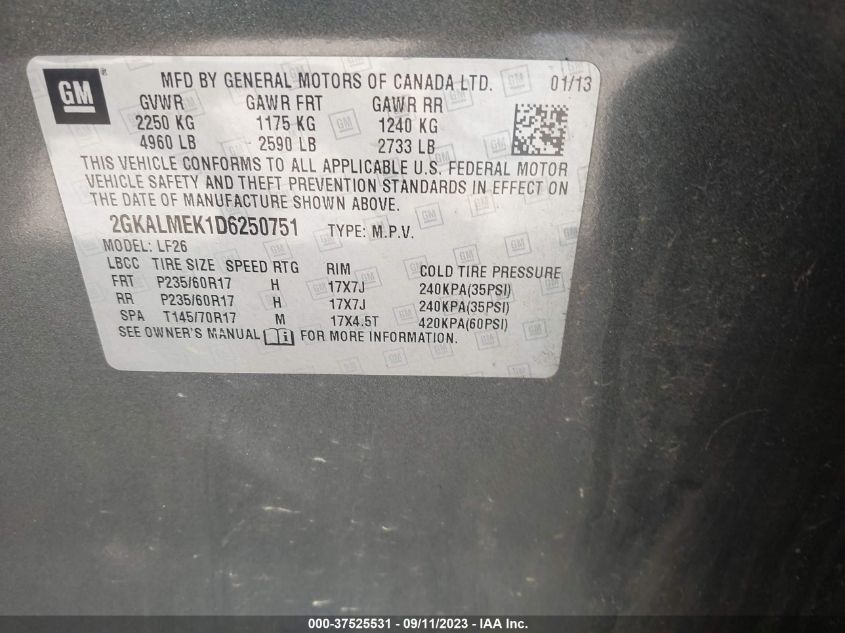 GM MFD BY GENERAL MOTORS OF CANADA LTD. 01/13
GVWR GAWR FRT GAWR RR
2250 KG 1175 KG 1240 KG
4960 LB 2590 LB 2733 LB
THIS VEHICLE CONFORMS TO ALL APPLICABLE U.S. FEDERAL MOTOR
VEHICLE SAFETY AND THEFT PREVENTION STANDARDS IN EFFECT ON
THE DATE OF MANUFACTURE SHOWN ABOVE.
2GKALMEK1D6250751 TYPE: M.P.V.
MODEL: LF26
LBCC TIRE SIZE SPEED RTG RIM COLD TIRE PRESSURE
FRT P235/60R17 H 17X7J 240KPA(35PSI)
RR P235/60R17 H 17X7J 240KPA(35PSI)
SPA T145/70R17 M 17X4.5T 420KPA(60PSI)
SEE OWNER'S MANUAL i FOR MORE INFORMATION.
000-37525531 - 09/11/2023 - IAA Inc.